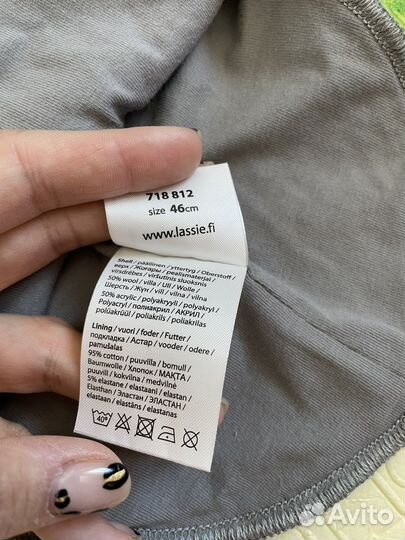 718 812
size 46cm
www.lassie.fi
Shell / päällinen / yttertyg / Oberstoff /
верх / Жоғары / pealismaterjal /
virsdrēbes / viršutinis sluoksnis
50% wool / villa / Ull / Wolle /
Шерсть / Жүн / vill / vilna / vilna
50% acrylic / polyakryyli / polyakryl /
Polyacryl / полиакрил / АКРИЛ /
polüakrüül / poliakrils / poliakrilas
Lining / vuori / foder / Futter /
подкладка / Астар / vooder / odere /
pamušalas
95% cotton / puuvilla / bomull /
Baumwolle / Хлопок / МАҚТА /
puuvill / kokvilna / medvilnė
5% elastane / elastaani / elastan /
Elasthan / Эластан / ЭЛАСТАН /
elastaan / elastāns / elastanas
40°
Avito